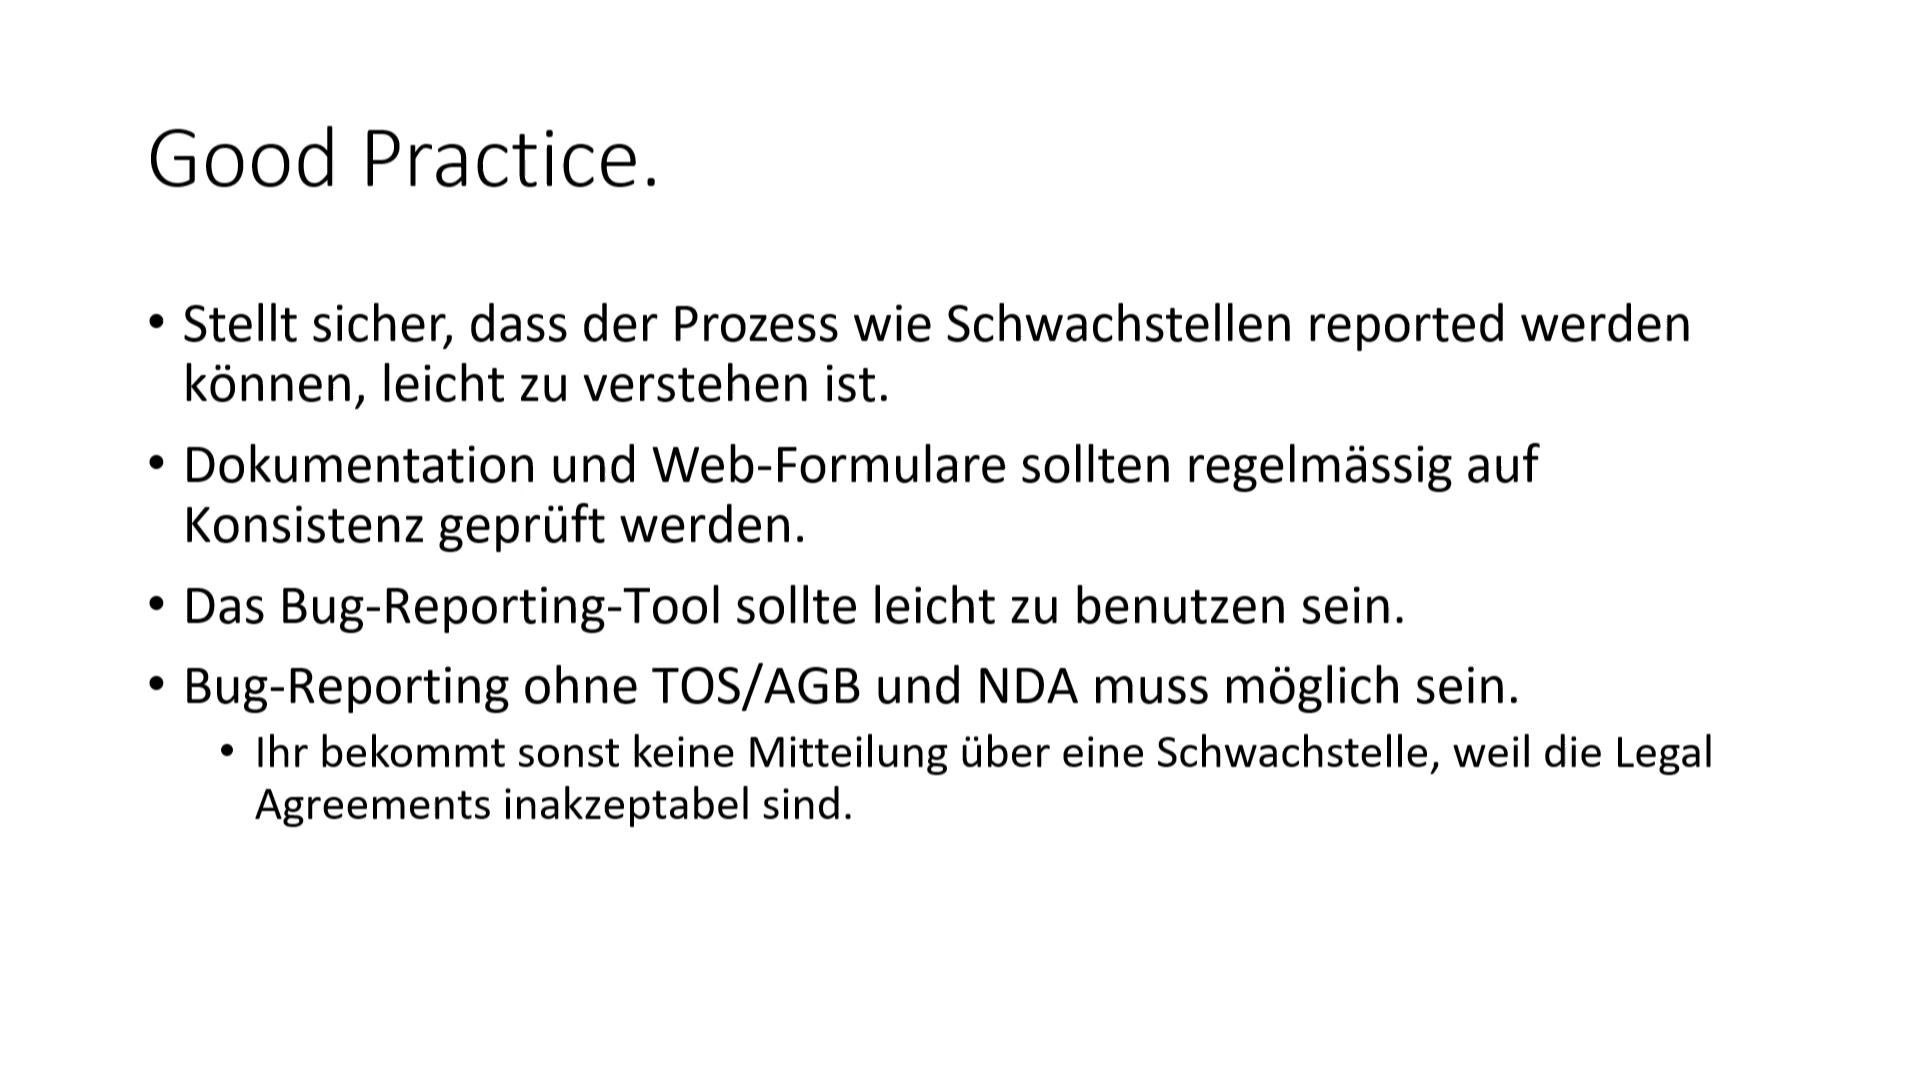 Good Practice.
• Stellt sicher, dass der Prozess wie Schwachstellen reported werden
können, leicht zu verstehen ist.
• Dokumentation und Web-Formulare sollten regelmässig auf
Konsistenz geprüft werden.
• Das Bug-Reporting-Tool sollte leicht zu benutzen sein.
• Bug-Reporting ohne TOS/AGB und NDA muss möglich sein.
• Ihr bekommt sonst keine Mitteilung über eine Schwachstelle, weil die Legal
Agreements inakzeptabel sind.